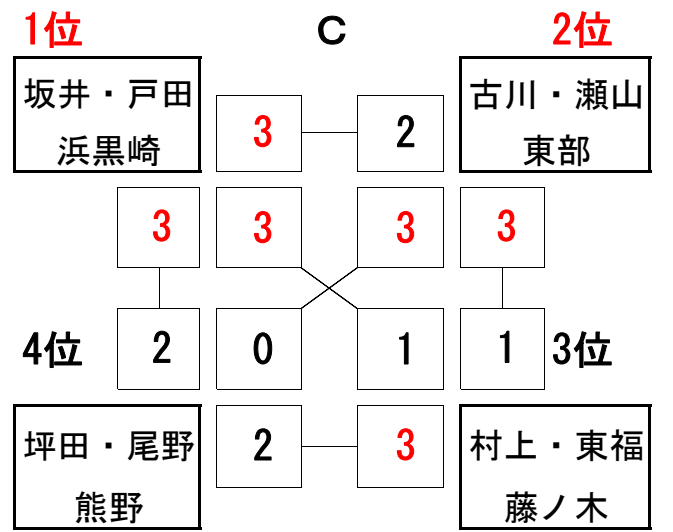 1位
C
2位
坂井・戸田
浜黒崎
古川・瀬山
東部
3
2
3
3
3
3
2
0
1
1
4位
3位
坪田・尾野
熊野
2
3
村上・東福
藤ノ木